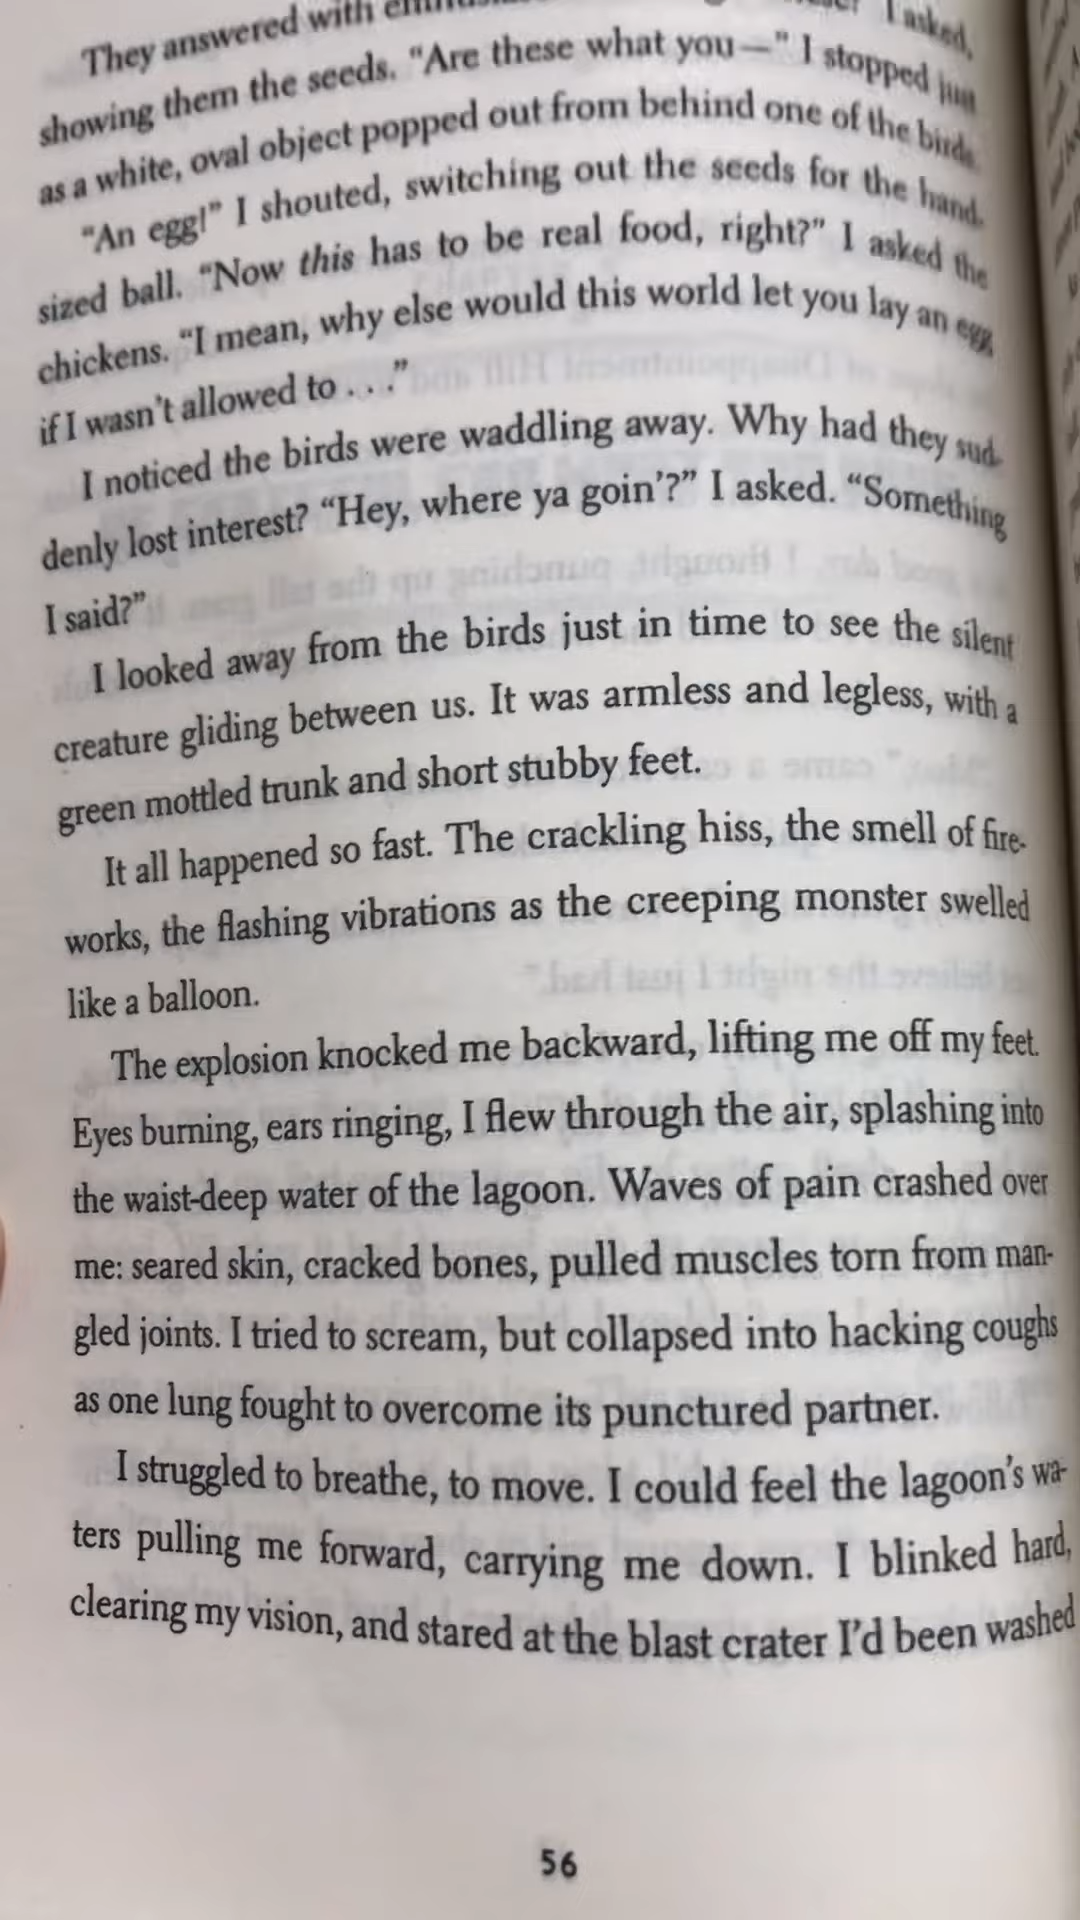 They answered with I asked,
showing them the seeds. “Are these what you—” I stopped just
as a white, oval object popped out from behind one of the birds.
“An egg!” I shouted, switching out the seeds for the hand-
sized ball. “Now this has to be real food, right?” I asked the
chickens. “I mean, why else would this world let you lay an egg
if I wasn’t allowed to . . .”
I noticed the birds were waddling away. Why had they sud-
denly lost interest? “Hey, where ya goin’?” I asked. “Something
I said?”
I looked away from the birds just in time to see the silent
creature gliding between us. It was armless and legless, with a
green mottled trunk and short stubby feet.
It all happened so fast. The crackling hiss, the smell of fire-
works, the flashing vibrations as the creeping monster swelled
like a balloon.
The explosion knocked me backward, lifting me off my feet.
Eyes burning, ears ringing, I flew through the air, splashing into
the waist-deep water of the lagoon. Waves of pain crashed over
me: seared skin, cracked bones, pulled muscles torn from man-
gled joints. I tried to scream, but collapsed into hacking coughs
as one lung fought to overcome its punctured partner.
I struggled to breathe, to move. I could feel the lagoon’s wa-
ters pulling me forward, carrying me down. I blinked hard,
clearing my vision, and stared at the blast crater I’d been washed
56